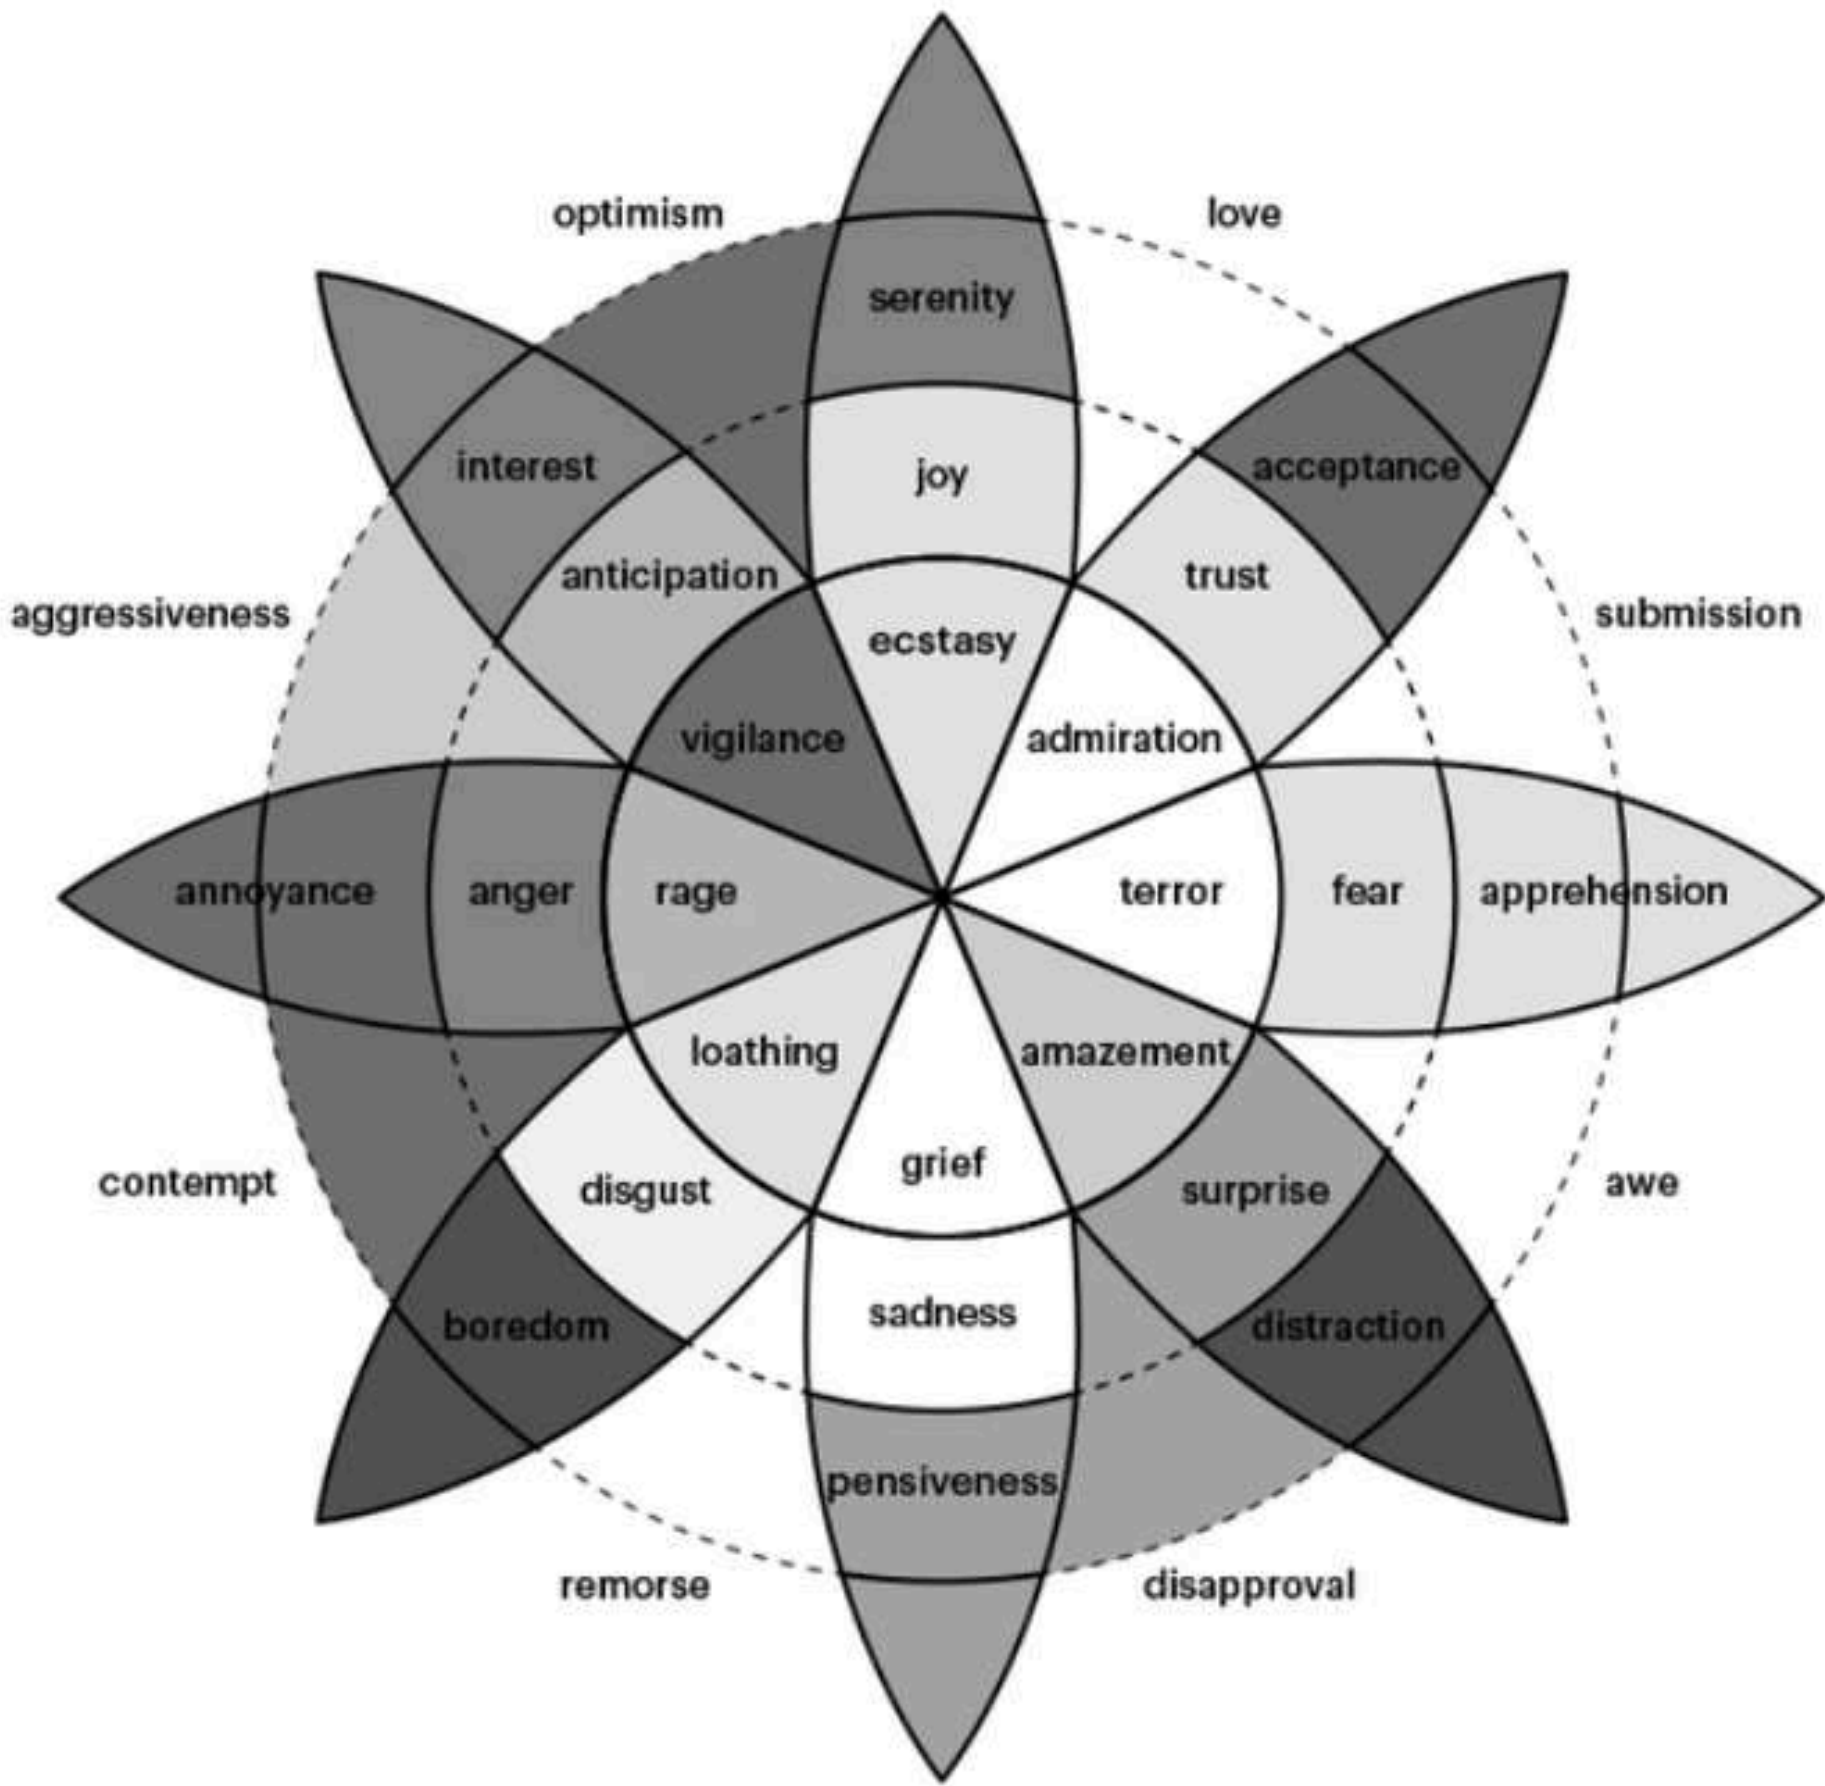 optimism
love
serenity
interest
joy
acceptance
anticipation
trust
aggressiveness
ecstasy
submission
vigilance
admiration
annoyance
anger
rage
terror
fear
apprehension
loathing
amazement
contempt
disgust
grief
surprise
awe
boredom
sadness
distraction
pensiveness
remorse
disapproval